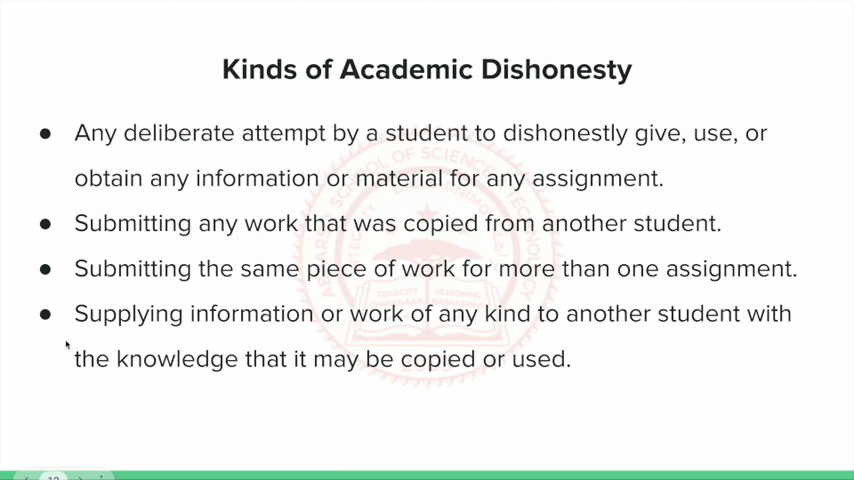 Kinds of Academic Dishonesty
● Any deliberate attempt by a student to dishonestly give, use, or
obtain any information or material for any assignment.
● Submitting any work that was copied from another student.
● Submitting the same piece of work for more than one assignment.
● Supplying information or work of any kind to another student with
the knowledge that it may be copied or used.